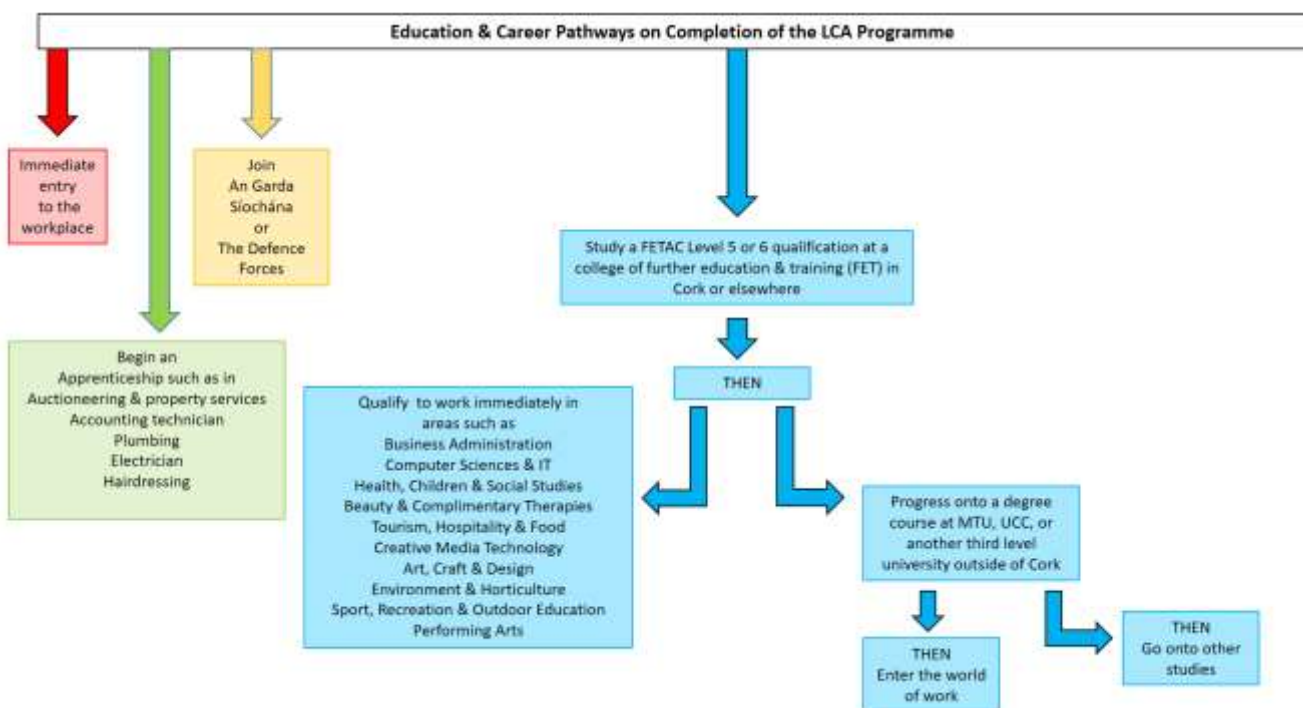 Education & Career Pathways on Completion of the LCA Programme
Immediate
entry
to the
workplace
Join
An Garda
Síochána
or
The Defence
Forces
Study a FETAC Level 5 or 6 qualification at a
college of further education & training (FET) in
Cork or elsewhere
Begin an
Apprenticeship such as in
Auctioneering & property services
Accounting technician
Plumbing
Electrician
Hairdressing
THEN
Qualify to work immediately in
areas such as
Business Administration
Computer Sciences & IT
Health, Children & Social Studies
Beauty & Complimentary Therapies
Tourism, Hospitality & Food
Creative Media Technology
Art, Craft & Design
Environment & Horticulture
Sport, Recreation & Outdoor Education
Performing Arts
Progress onto a degree
course at MTU, UCC, or
another third level
university outside of Cork
THEN
Enter the world
of work
THEN
Go onto other
studies